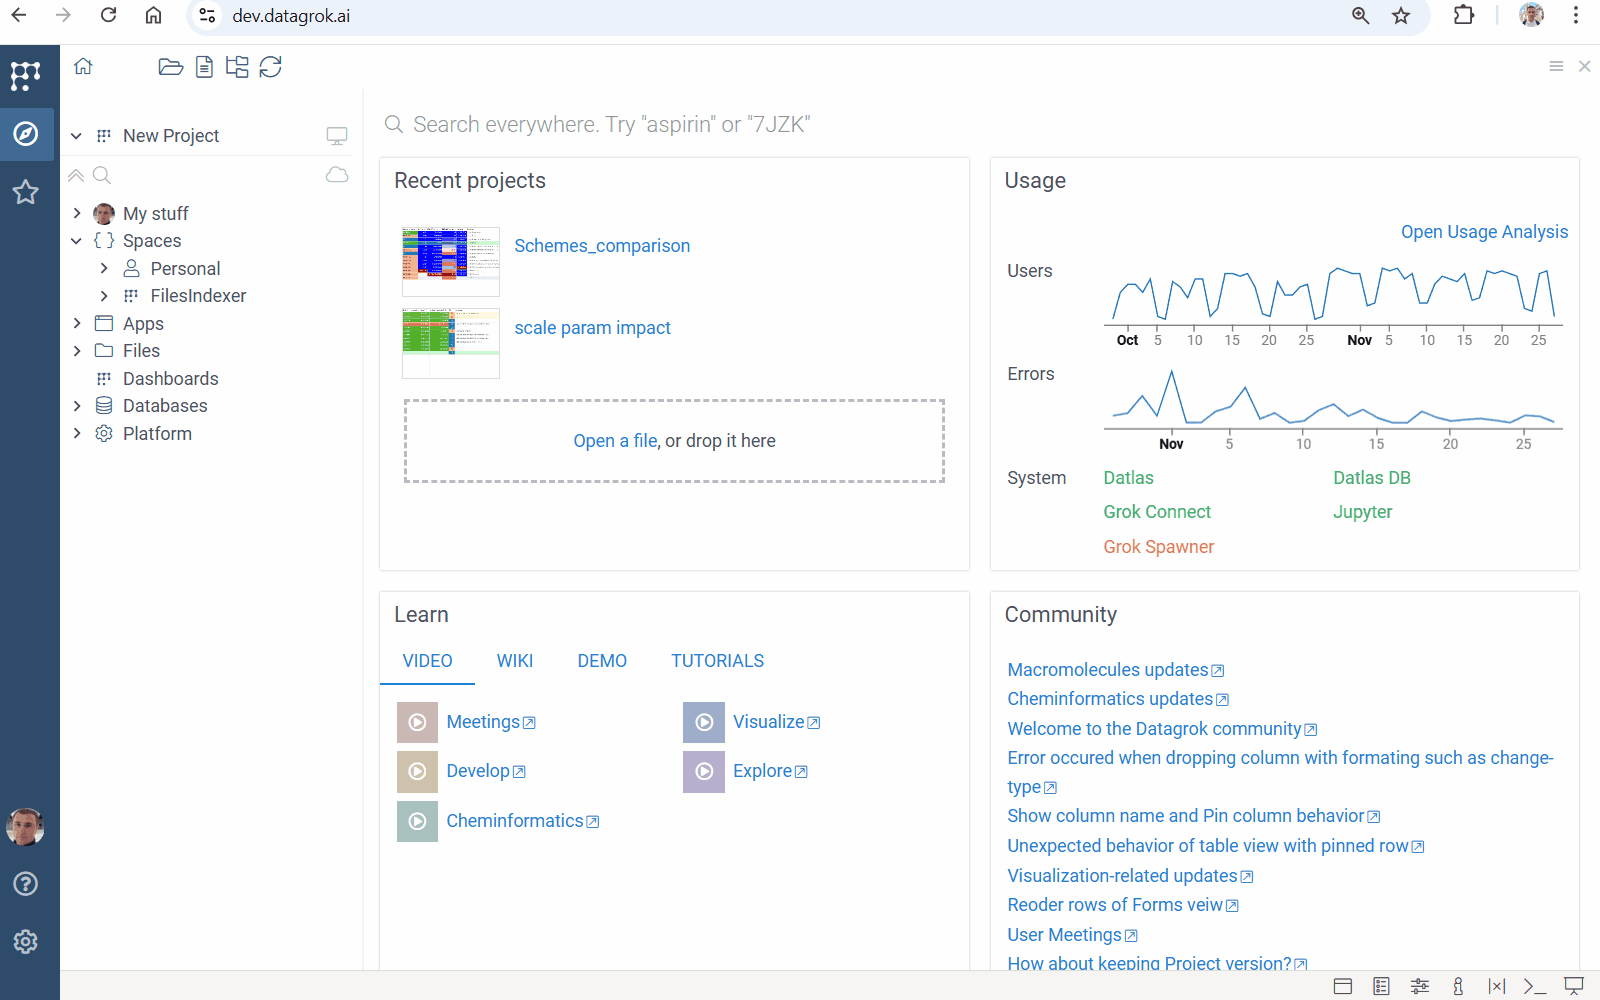 dev.datagrok.ai
New Project
My stuff
Spaces
Personal
FilesIndexer
Apps
Files
Dashboards
Databases
Platform
Search everywhere. Try "aspirin" or "7JZK"
Recent projects
Schemes_comparison
scale param impact
Open a file, or drop it here
Usage
Open Usage Analysis
Users
Oct 5 10 15 20 25 Nov 5 10 15 20 25
Errors
Nov 5 10 15 20 25
System
Datlas
Datlas DB
Grok Connect
Jupyter
Grok Spawner
Learn
VIDEO WIKI DEMO TUTORIALS
Meetings
Visualize
Develop
Explore
Cheminformatics
Community
Macromolecules updates
Cheminformatics updates
Welcome to the Datagrok community
Error occured when dropping column with formating such as change-
type
Show column name and Pin column behavior
Unexpected behavior of table view with pinned row
Visualization-related updates
Reoder rows of Forms veiw
User Meetings
How about keeping Project version?